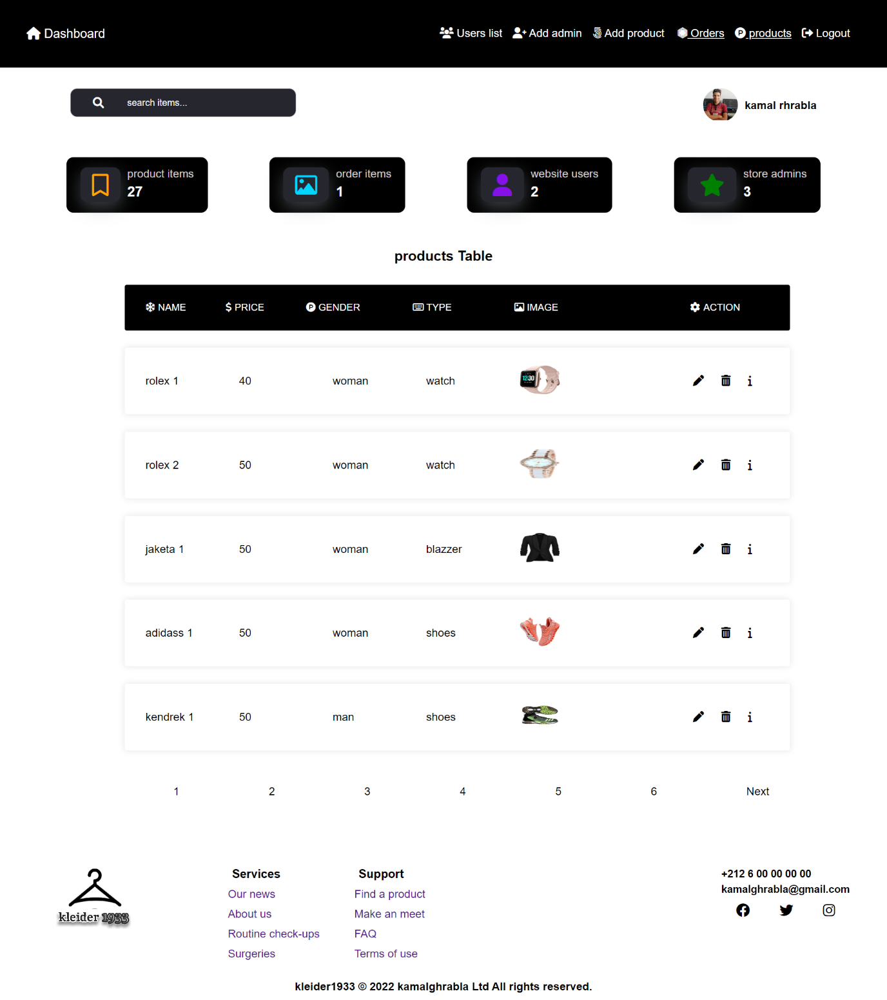 Dashboard
Users list Add admin Add product Orders products Logout
search items...
kamal rhrabla
product items
27
order items
1
website users
2
store admins
3
products Table
NAME PRICE GENDER TYPE IMAGE ACTION
rolex 1 40 woman watch
12:30
rolex 2 50 woman watch
jaketa 1 50 woman blazzer
adidass 1 50 woman shoes
kendrek 1 50 man shoes
1 2 3 4 5 6 Next
kleider 1933
Services
Our news
About us
Routine check-ups
Surgeries
Support
Find a product
Make an meet
FAQ
Terms of use
+212 6 00 00 00 00
kamalghrabla@gmail.com
kleider1933 © 2022 kamalghrabla Ltd All rights reserved.